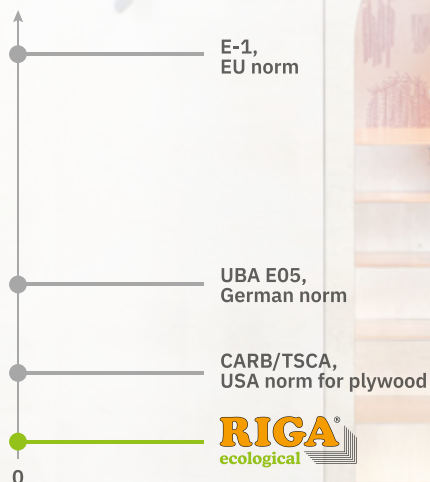 E-1,
EU norm
UBA E05,
German norm
CARB/TSCA,
USA norm for plywood
RIGA®
ecological
0